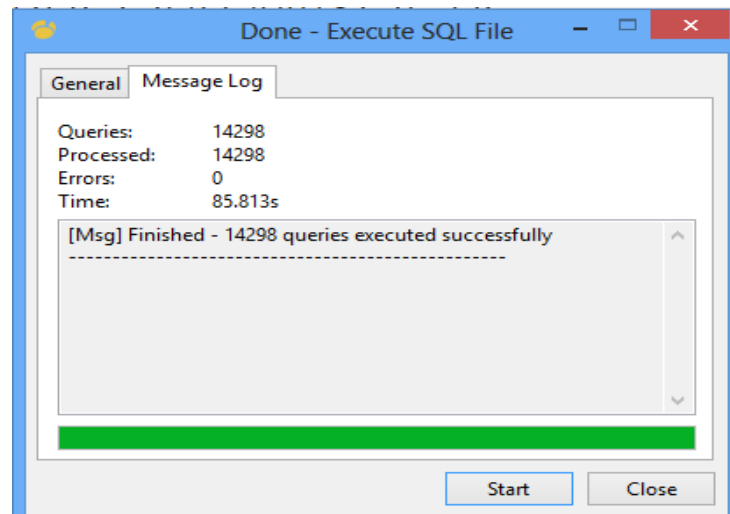 Done - Execute SQL File
General Message Log
Queries: 14298
Processed: 14298
Errors: 0
Time: 85.813s
[Msg] Finished - 14298 queries executed successfully
--------------------------------------------------
Start Close